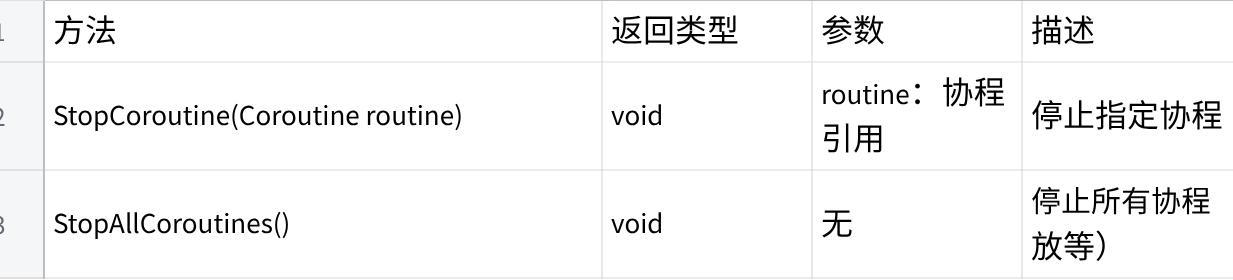 1 方法 返回类型 参数 描述
2 StopCoroutine(Coroutine routine) void routine：协程引用 停止指定协程
3 StopAllCoroutines() void 无 停止所有协程放等）